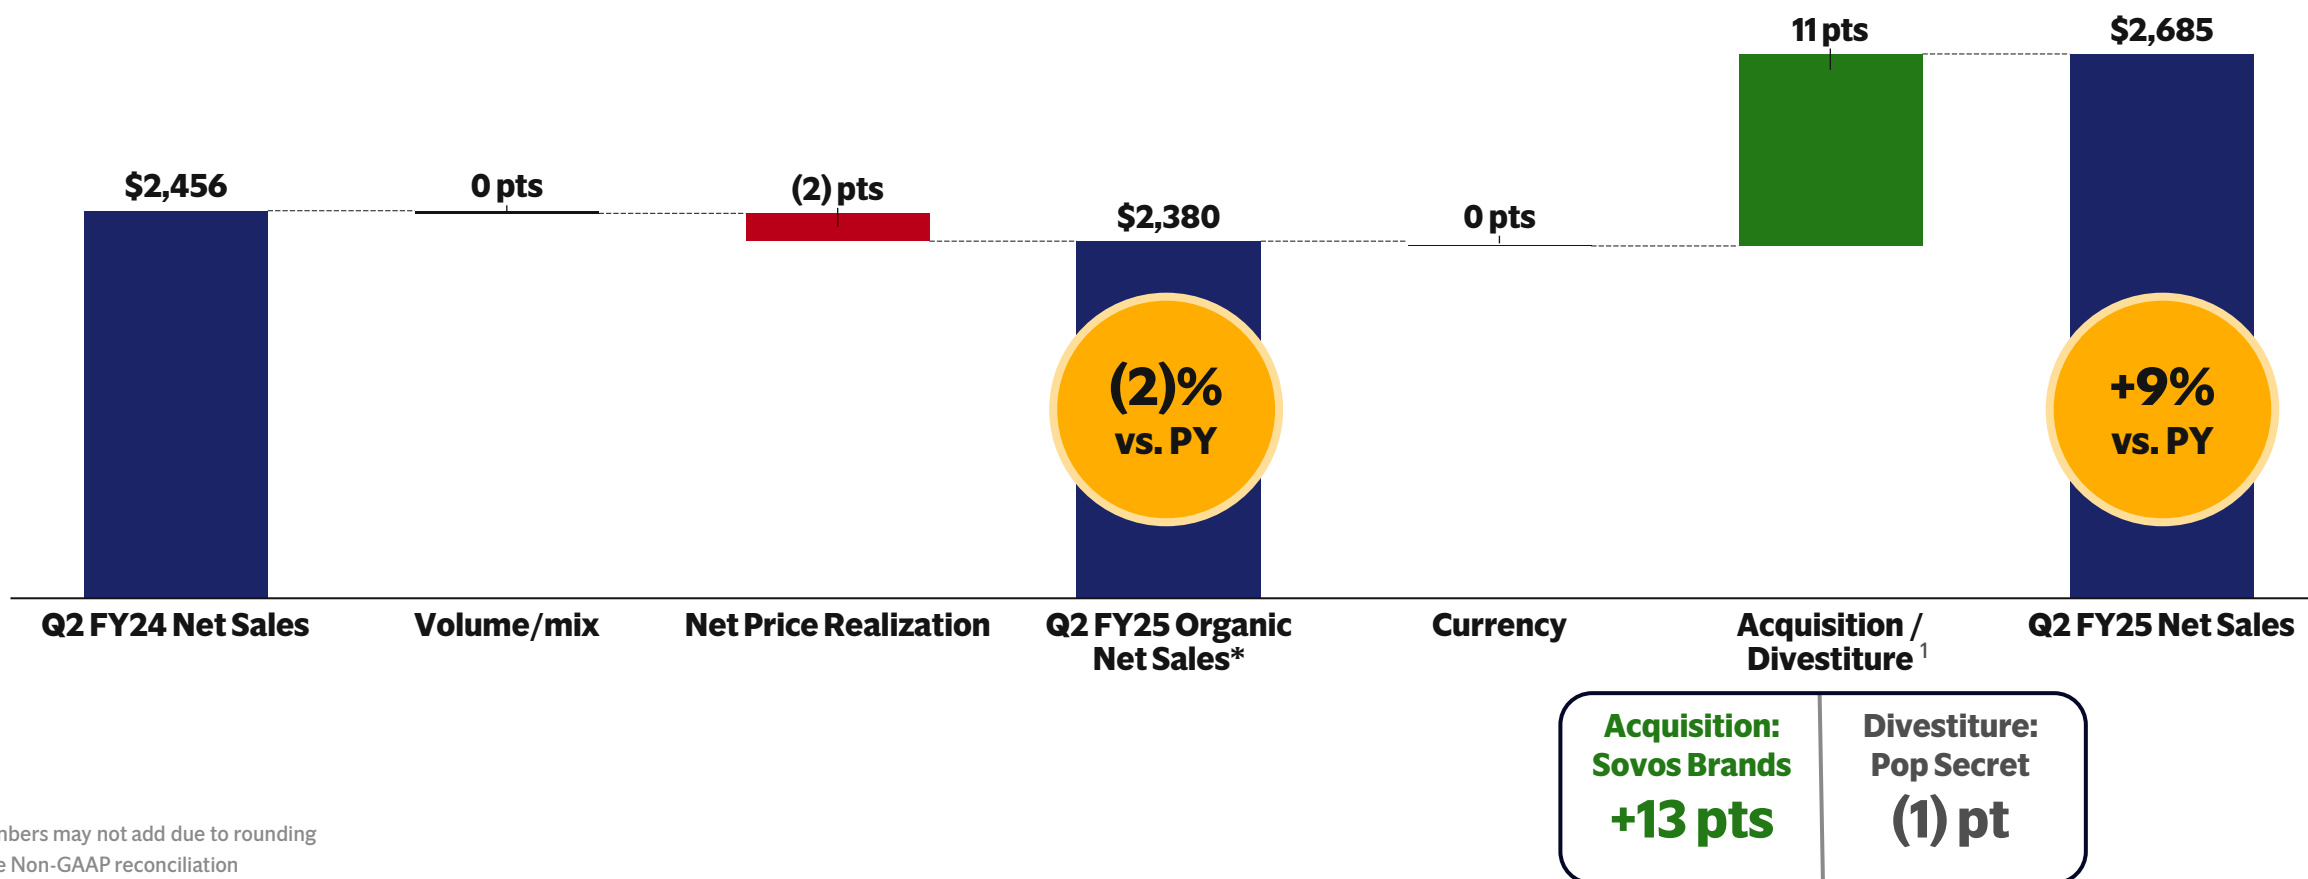 $2,456
0 pts
(2) pts
$2,380
0 pts
11 pts
$2,685
(2)%
vs. PY
+9%
vs. PY
Q2 FY24 Net Sales
Volume/mix
Net Price Realization
Q2 FY25 Organic
Net Sales*
Currency
Acquisition /
Divestiture 1
Q2 FY25 Net Sales
Acquisition:
Sovos Brands
+13 pts
Divestiture:
Pop Secret
(1) pt
may not add due to rounding
Non-GAAP reconciliation